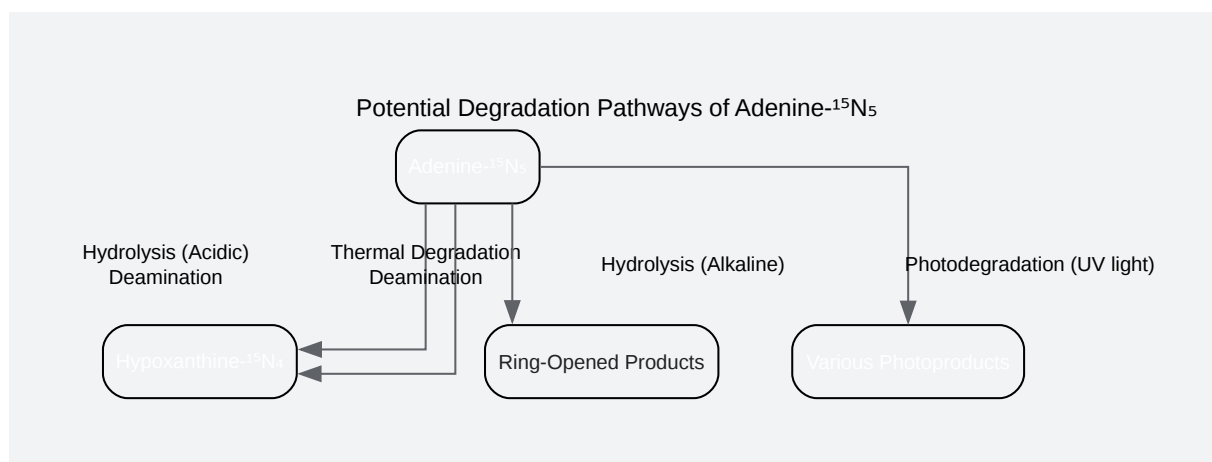 Potential Degradation Pathways of Adenine-¹⁵N₅
Adenine-¹⁵N₅
Hydrolysis (Acidic)
Deamination
Thermal Degradation
Deamination
Hydrolysis (Alkaline)
Photodegradation (UV light)
Hypoxanthine-¹⁵N₄
Ring-Opened Products
Various Photoproducts